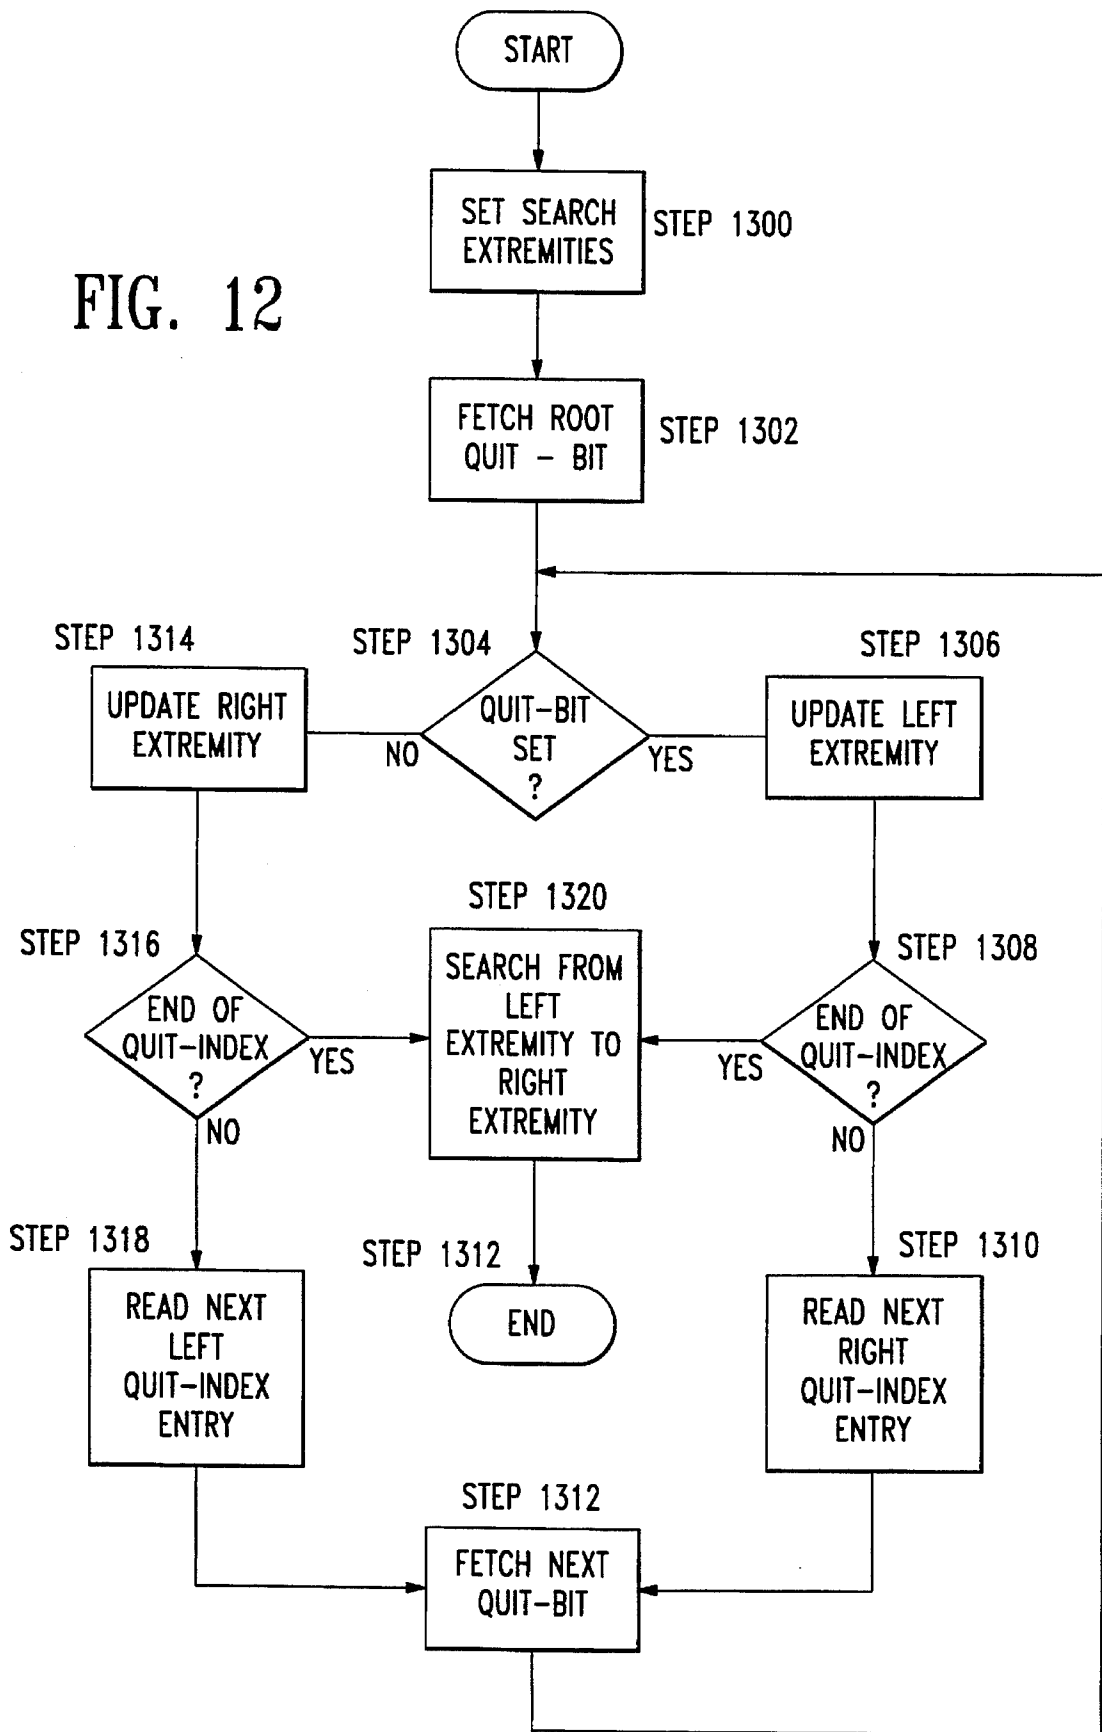 START
SET SEARCH
EXTREMITIES
STEP 1300
FIG. 12
FETCH ROOT
QUIT - BIT
STEP 1302
STEP 1314
STEP 1304
STEP 1306
UPDATE RIGHT
EXTREMITY
NO
QUIT-BIT
SET
?
YES
UPDATE LEFT
EXTREMITY
STEP 1320
STEP 1316
STEP 1308
END OF
QUIT-INDEX
?
YES
NO
SEARCH FROM
LEFT
EXTREMITY TO
RIGHT
EXTREMITY
END OF
QUIT-INDEX
?
YES
NO
STEP 1318
STEP 1312
STEP 1310
READ NEXT
LEFT
QUIT-INDEX
ENTRY
END
READ NEXT
RIGHT
QUIT-INDEX
ENTRY
STEP 1312
FETCH NEXT
QUIT-BIT